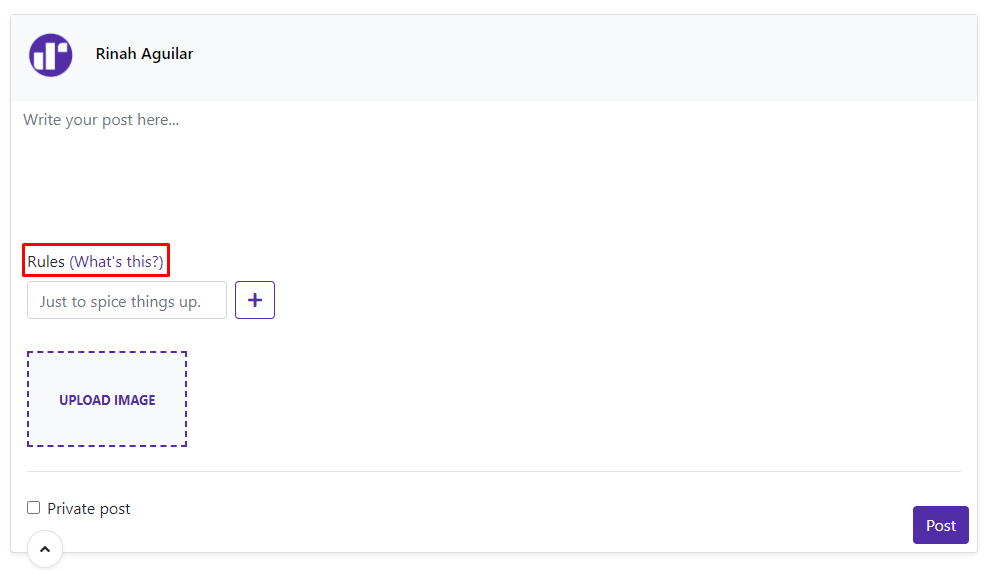 Rinah Aguilar
Write your post here...
Rules (What's this?)
Just to spice things up.
+
UPLOAD IMAGE
Private post
Post